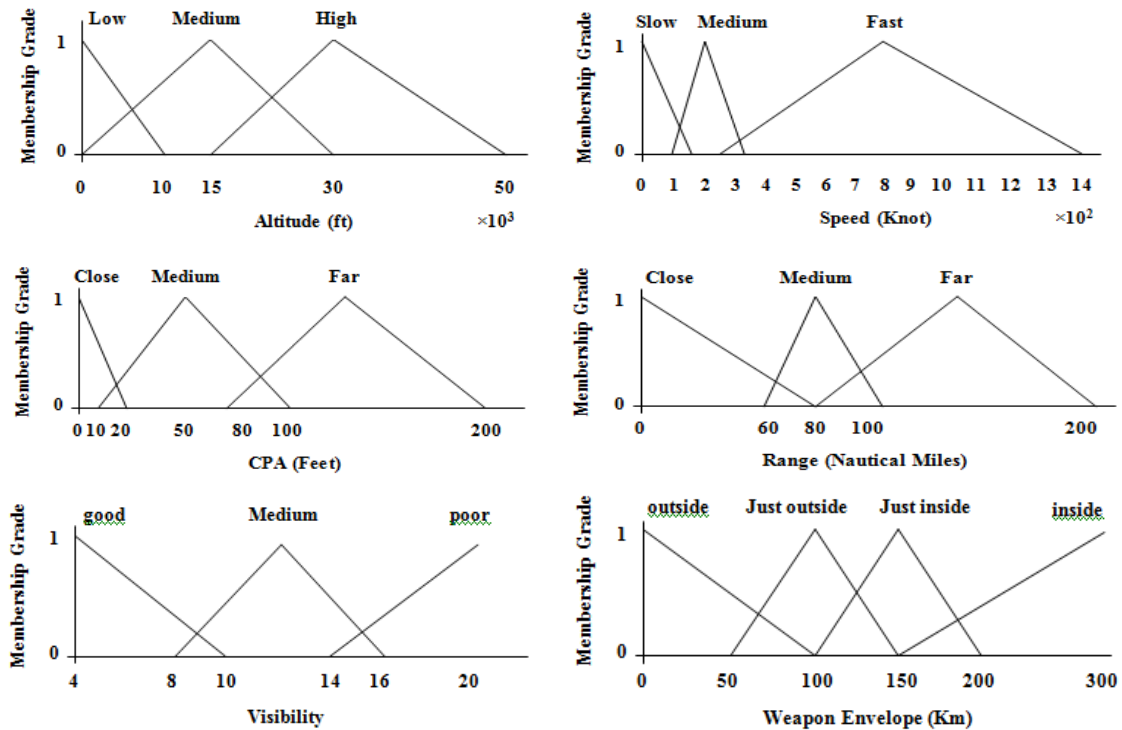 Low Medium High
Membership Grade
1
0
0 10 15 30 50
Altitude (ft) ×10³
Slow Medium Fast
Membership Grade
1
0
0 1 2 3 4 5 6 7 8 9 10 11 12 13 14
Speed (Knot) ×10²
Close Medium Far
Membership Grade
1
0
0 10 20 50 80 100 200
CPA (Feet)
Close Medium Far
Membership Grade
1
0
0 60 80 100 200
Range (Nautical Miles)
good Medium poor
Membership Grade
1
0
4 8 10 14 16 20
Visibility
outside Just outside Just inside inside
Membership Grade
1
0
0 50 100 150 200 300
Weapon Envelope (Km)